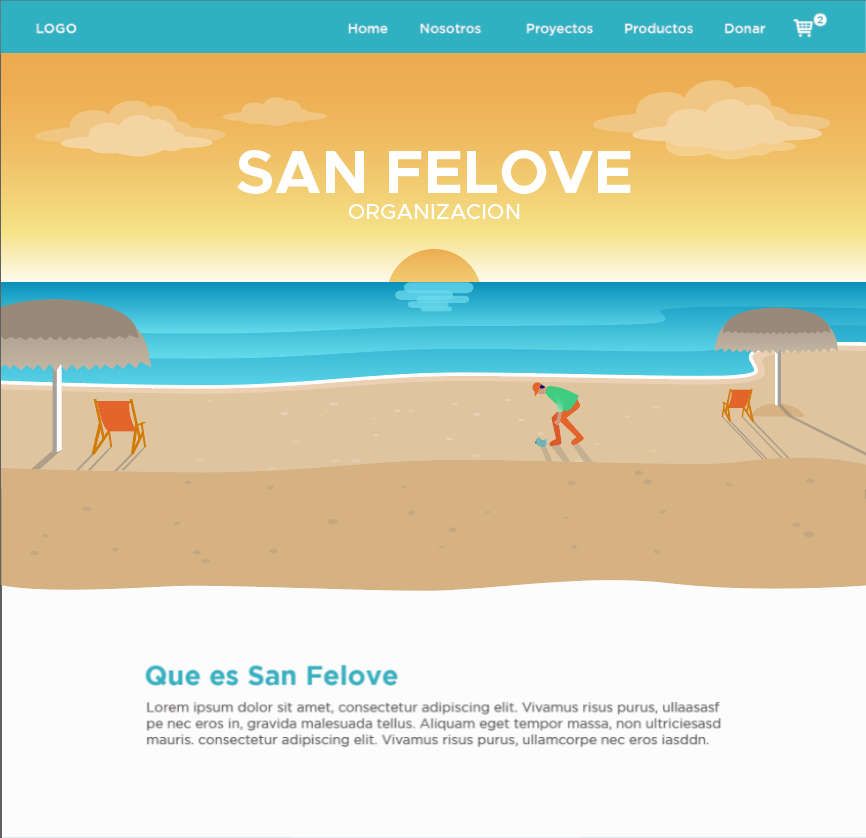 LOGO Home Nosotros Proyectos Productos Donar 2
SAN FELOVE
ORGANIZACION
Que es San Felove
Lorem ipsum dolor sit amet, consectetur adipiscing elit. Vivamus risus purus, ullaasasf
pe nec eros in, gravida malesuada tellus. Aliquam eget tempor massa, non ultriciesasd
mauris. consectetur adipiscing elit. Vivamus risus purus, ullamcorpe nec eros iasddn.